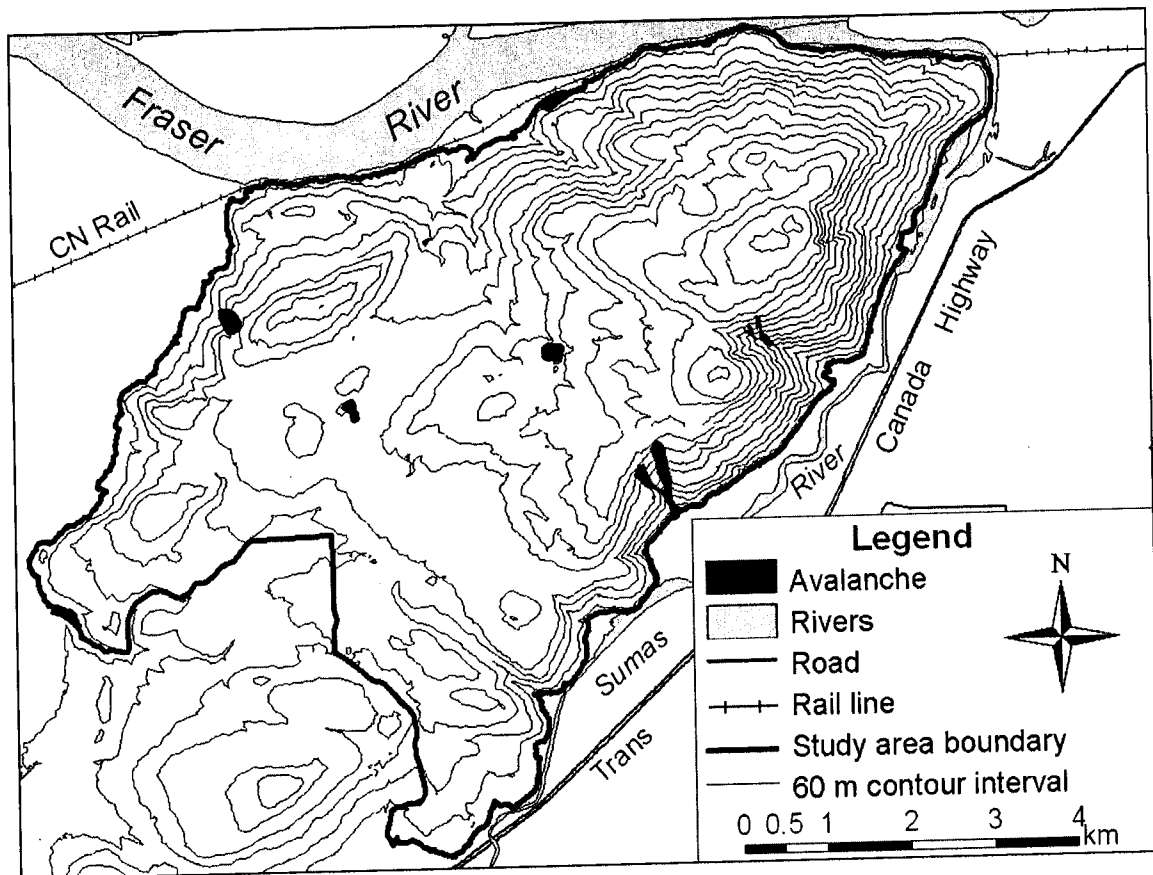 Fraser River
CN Rail
Trans Canada Highway
Sumas River
Legend
N
Avalanche
Rivers
Road
Rail line
Study area boundary
60 m contour interval
0 0.5 1 2 3 4
km